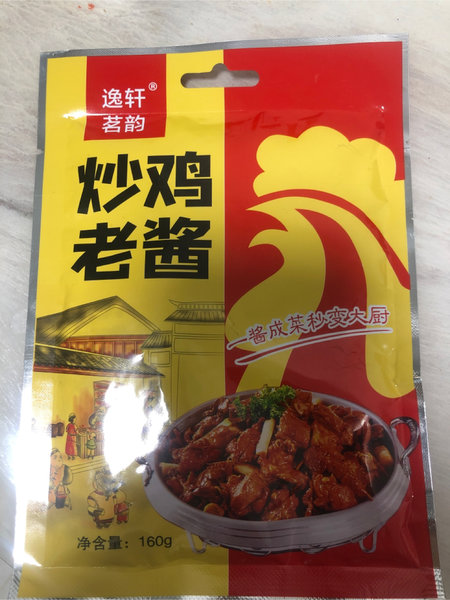 逸轩®
茗韵
炒鸡
老酱
一酱成菜秒变大厨
净含量：160g